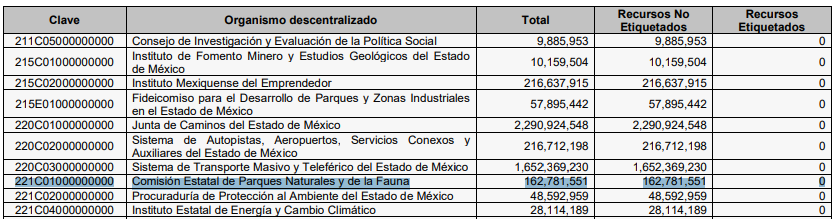 Clave Organismo descentralizado Total Recursos No Etiquetados Recursos Etiquetados
211C05000000000 Consejo de Investigación y Evaluación de la Política Social 9,885,953 9,885,953 0
215C01000000000 Instituto de Fomento Minero y Estudios Geológicos del Estado de México 10,159,504 10,159,504 0
215C02000000000 Instituto Mexiquense del Emprendedor 216,637,915 216,637,915 0
215E01000000000 Fideicomiso para el Desarrollo de Parques y Zonas Industriales en el Estado de México 57,895,442 57,895,442 0
220C01000000000 Junta de Caminos del Estado de México 2,290,924,548 2,290,924,548 0
220C02000000000 Sistema de Autopistas, Aeropuertos, Servicios Conexos y Auxiliares del Estado de México 216,712,198 216,712,198 0
220C03000000000 Sistema de Transporte Masivo y Teleférico del Estado de México 1,652,369,230 1,652,369,230 0
221C01000000000 Comisión Estatal de Parques Naturales y de la Fauna 162,781,551 162,781,551 0
221C02000000000 Procuraduría de Protección al Ambiente del Estado de México 48,592,959 48,592,959 0
221C04000000000 Instituto Estatal de Energía y Cambio Climático 28,114,189 28,114,189 0